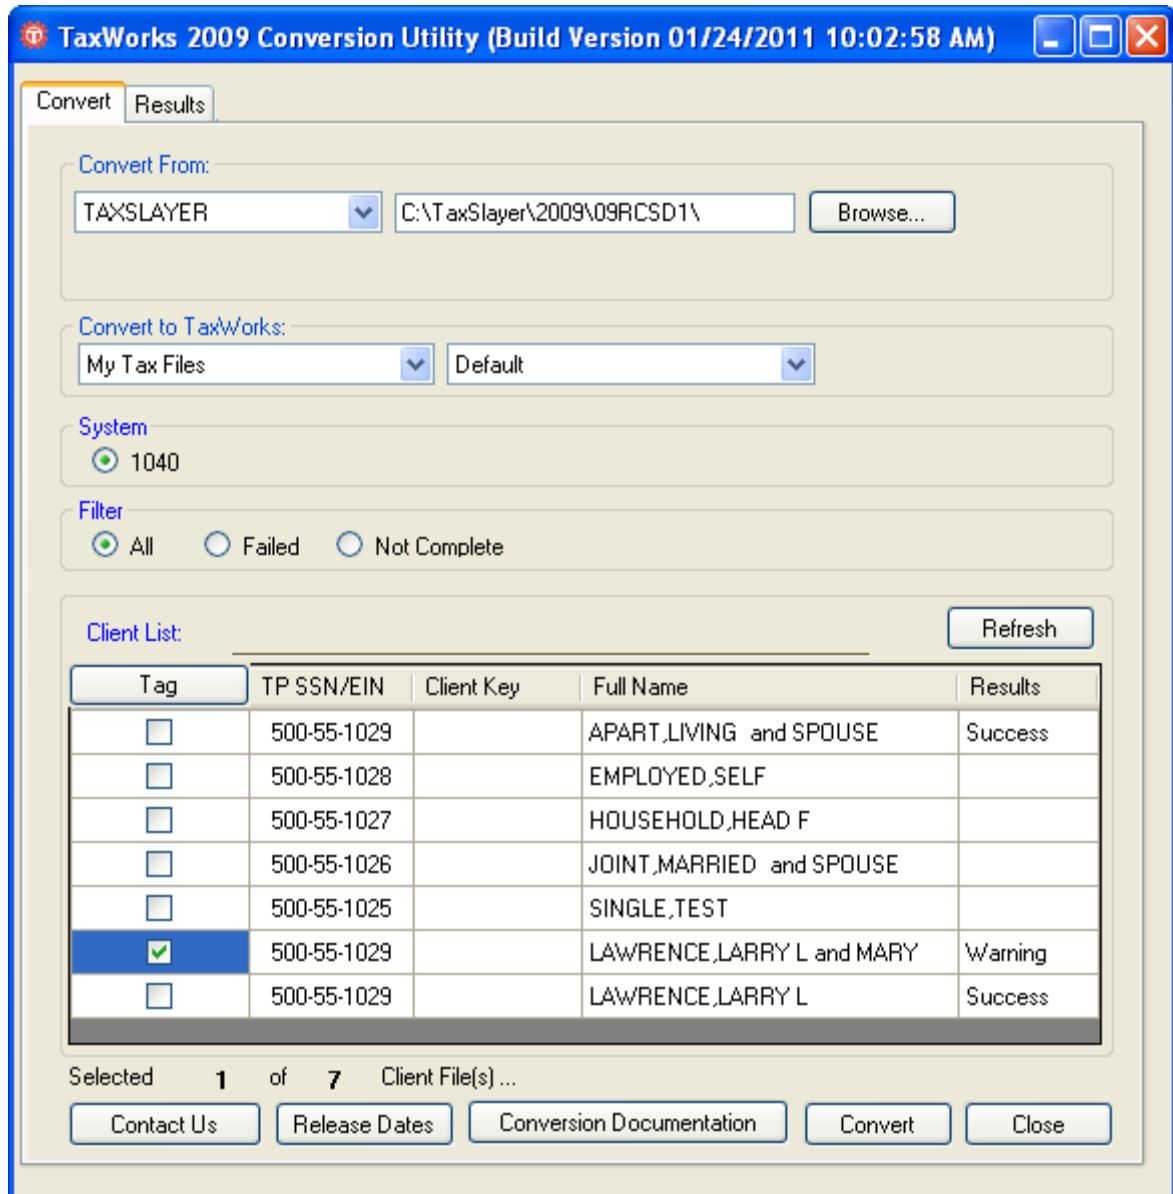 TaxWorks 2009 Conversion Utility (Build Version 01/24/2011 10:02:58 AM)
Convert Results
Convert From:
TAXSLAYER C:\TaxSlayer\2009\09RCSD1\ Browse...
Convert to TaxWorks:
My Tax Files Default
System
1040
Filter
All Failed Not Complete
Client List: Refresh
Tag TP SSN/EIN Client Key Full Name Results
500-55-1029 APART,LIVING and SPOUSE Success
500-55-1028 EMPLOYED,SELF
500-55-1027 HOUSEHOLD,HEAD F
500-55-1026 JOINT,MARRIED and SPOUSE
500-55-1025 SINGLE,TEST
500-55-1029 LAWRENCE,LARRY L and MARY Warning
500-55-1029 LAWRENCE,LARRY L Success
Selected 1 of 7 Client File(s) ...
Contact Us Release Dates Conversion Documentation Convert Close